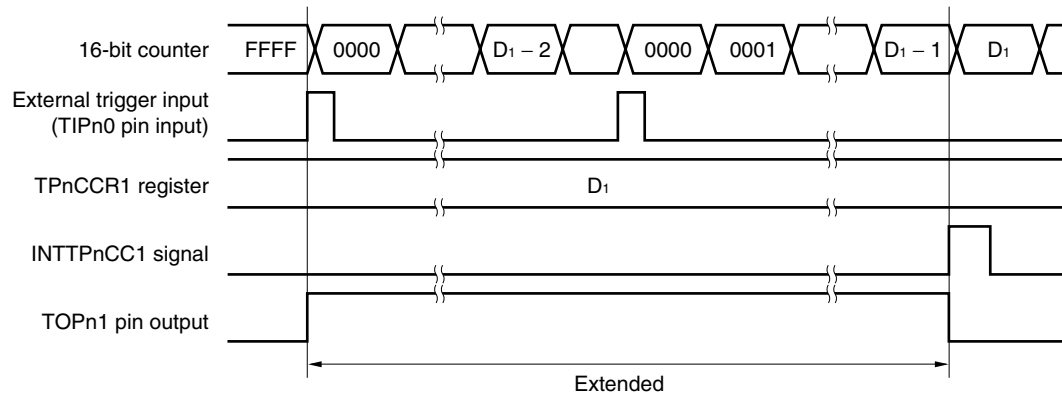 16-bit counter FFFF 0000 D₁ – 2 0000 0001 D₁ – 1 D₁
External trigger input
(TIPn0 pin input)
TPnCCR1 register D₁
INTTPnCC1 signal
TOPn1 pin output
Extended